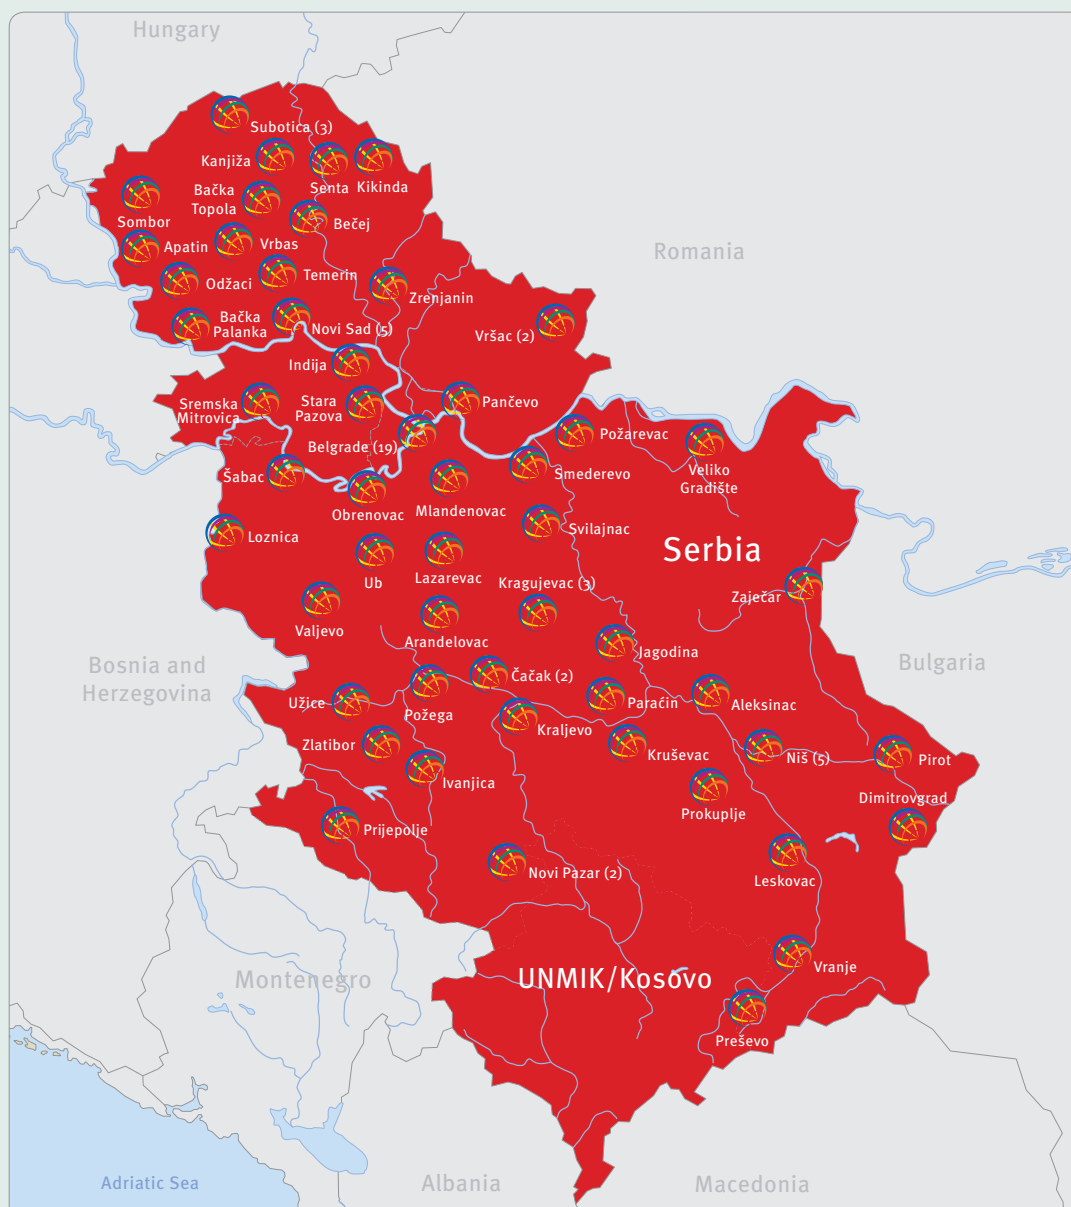 Hungary
Subotica (3)
Kanjiža
Senta
Kikinda
Bačka
Topola
Sombor
Bečej
Apatin
Vrbas
Romania
Odžaci
Temerin
Zrenjanin
Bačka
Palanka
Novi Sad (5)
Vršac (2)
Indija
Sremska
Mitrovica
Stara
Pazova
Pančevo
Belgrade (19)
Požarevac
Šabac
Smederevo
Veliko
Gradište
Obrenovac
Mlandenovac
Svilajnac
Loznica
Serbia
Ub
Lazarevac
Kragujevac (3)
Zaječar
Valjevo
Arandelovac
Jagodina
Bosnia and
Herzegovina
Bulgaria
Čačak (2)
Užice
Požega
Paraćin
Aleksinac
Kraljevo
Zlatibor
Kruševac
Niš (5)
Pirot
Ivanjica
Prokuplje
Dimitrovgrad
Prijepolje
Novi Pazar (2)
Leskovac
Vranje
Montenegro
UNMIK/Kosovo
Preševo
Adriatic Sea
Albania
Macedonia